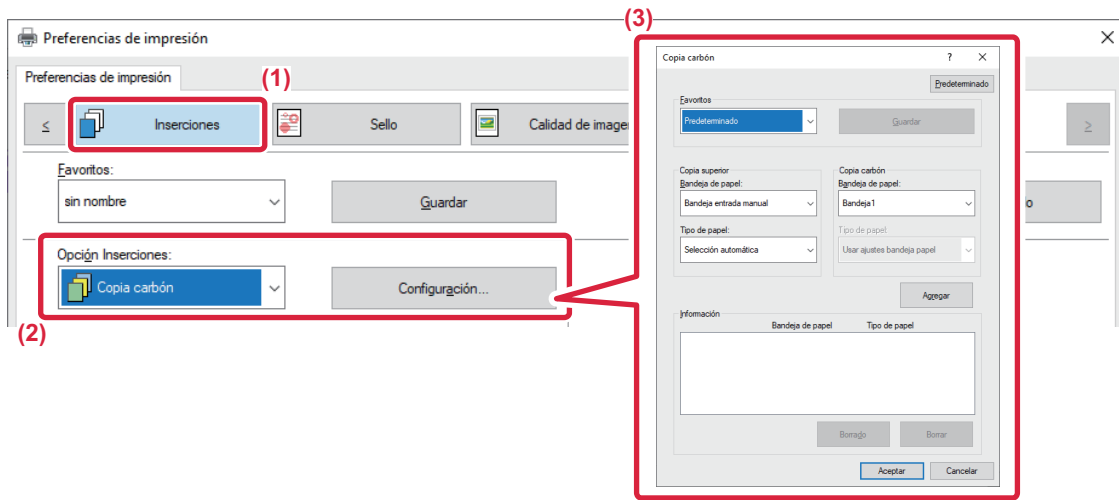 (3)
Preferencias de impresión
Preferencias de impresión
(1)
< Inserciones Sello Calidad de imagen >
Favoritos:
sin nombre Guardar
o
Opción Inserciones:
Copia carbón Configuración...
(2)
Copia carbón ? ×
Predeterminado
Favoritos
Predeterminado Guardar
Copia superior Copia carbón
Bandeja de papel: Bandeja de papel:
Bandeja entrada manual Bandeja1
Tipo de papel: Tipo de papel:
Selección automática Usar ajustes bandeja papel
Agregar
Información
Bandeja de papel Tipo de papel
Borrado Borrar
Aceptar Cancelar